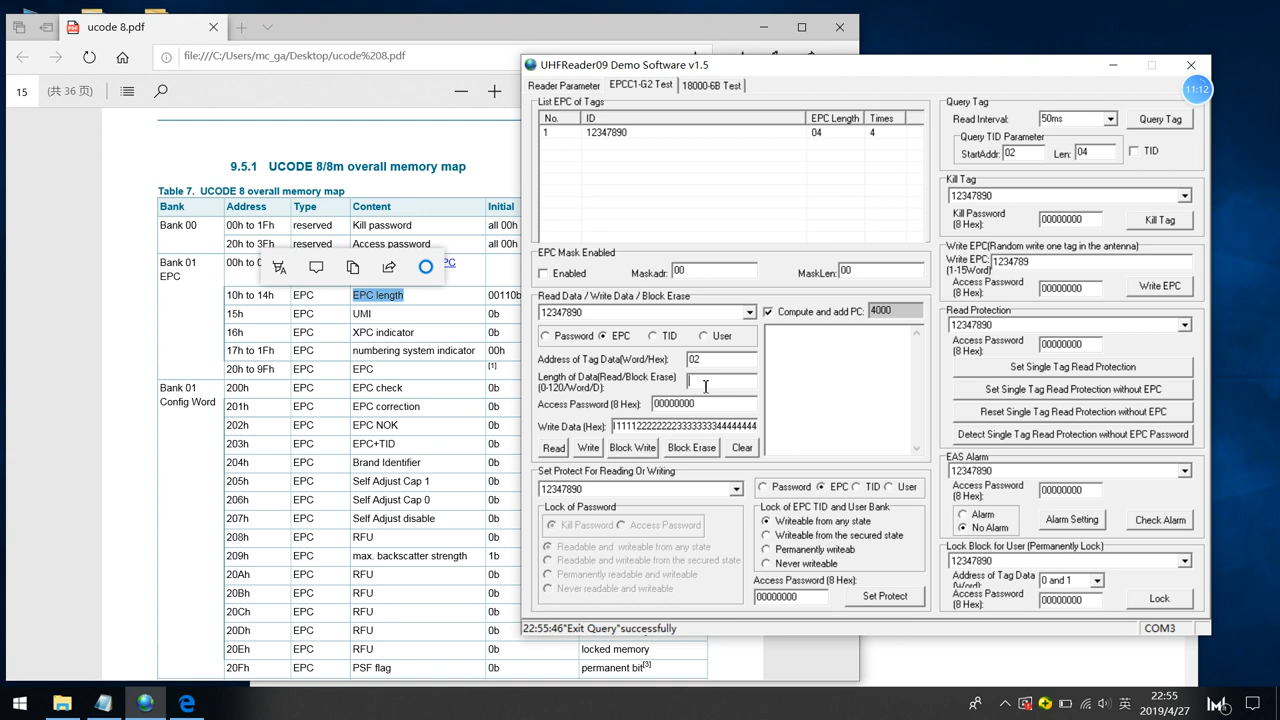 ucode 8.pdf
file:///C:/Users/mc_ga/Desktop/ucode%208.pdf
15 (共 36 页)
9.5.1 UCODE 8/8m overall memory map
Table 7. UCODE 8 overall memory map
Bank Address Type Content Initial
Bank 00 00h to 1Fh reserved Kill password all 00h
20h to 3Fh reserved Access password all 00h
Bank 01 00h to 0
EPC
EPC
10h to 14h EPC EPC length 00110b
15h EPC UMI 0b
16h EPC XPC indicator 0b
17h to 1Fh EPC numbering system indicator 00h
20h to 9Fh EPC EPC [1]
Bank 01 200h EPC EPC check 0b
Config Word 201h EPC EPC correction 0b
202h EPC EPC NOK 0b
203h EPC EPC+TID 0b
204h EPC Brand Identifier 0b
205h EPC Self Adjust Cap 1 0b
206h EPC Self Adjust Cap 0 0b
207h EPC Self Adjust disable 0b
208h EPC RFU 0b
209h EPC max. backscatter strength 1b
20Ah EPC RFU 0b
20Bh EPC RFU 0b
20Ch EPC RFU 0b
20Dh EPC RFU 0b
20Eh EPC RFU 0b locked memory
20Fh EPC PSF flag 0b permanent bit[3]
UHFReader09 Demo Software v1.5
Reader Parameter EPCC1-G2 Test 18000-6B Test
11:12
List EPC of Tags
No. ID EPC Length Times
1 12347890 04 4
EPC Mask Enabled
Enabled Maskadr: 00 MaskLen: 00
Read Data / Write Data / Block Erase
12347890
Compute and add PC: 4000
Password EPC TID User
Address of Tag Data(Word/Hex): 02
Length of Data(Read/Block Erase)
(0-120/Word/D):
Access Password (8 Hex): 00000000
Write Data (Hex): 11111222222223333333344444444
Read Write Block Write Block Erase Clear
Set Protect For Reading Or Writing
12347890
Lock of Password
Kill Password Access Password
Readable and writeable from any state
Readable and writeable from the secured state
Permanently readable and writeable
Never readable and writeable
Password EPC TID User
Lock of EPC TID and User Bank
Writeable from any state
Writeable from the secured state
Permanently writeab
Never writeable
Access Password (8 Hex):
00000000 Set Protect
Query Tag
Read Interval: 50ms Query Tag
Query TID Parameter
StartAddr: 02 Len: 04 TID
Kill Tag
12347890
Kill Password
(8 Hex): 00000000 Kill Tag
Write EPC(Random write one tag in the antenna)
Write EPC: 1234789
(1-15Word)
Access Password
(8 Hex): 00000000 Write EPC
Read Protection
12347890
Access Password
(8 Hex): 00000000
Set Single Tag Read Protection
Set Single Tag Read Protection without EPC
Reset Single Tag Read Protection without EPC
Detect Single Tag Read Protection without EPC Password
EAS Alarm
12347890
Access Password
(8 Hex): 00000000
Alarm
No Alarm
Alarm Setting Check Alarm
Lock Block for User (Permanently Lock)
12347890
Address of Tag Data 0 and 1
Access Password
(8 Hex): 00000000 Lock
22:55:46"Exit Query"successfully COM3
英 22:55
2019/4/27